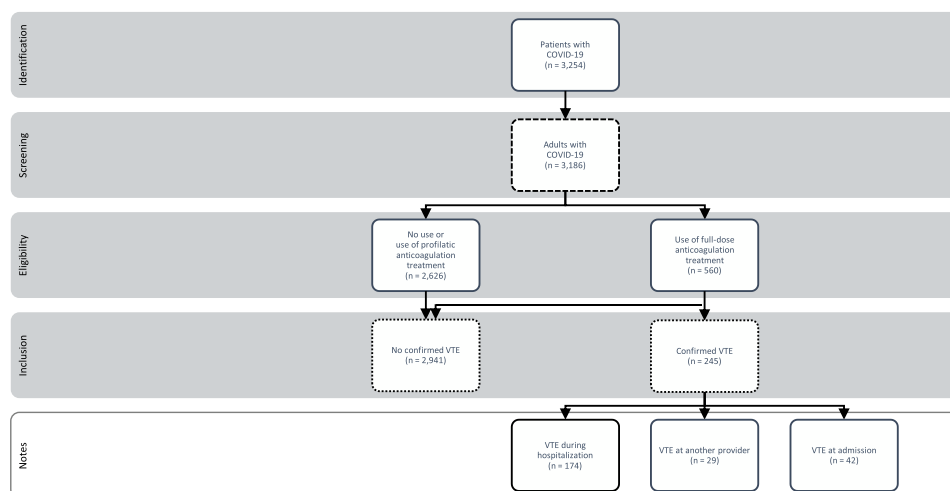 Identification
Patients with
COVID-19
(n = 3,254)
Screening
Adults with
COVID-19
(n = 3,186)
Eligibility
No use or
use of profilatic
anticoagulation
treatment
(n = 2,626)
Use of full-dose
anticoagulation
treatment
(n = 560)
Inclusion
No confirmed VTE
(n = 2,941)
Confirmed VTE
(n = 245)
Notes
VTE during
hospitalization
(n = 174)
VTE at another provider
(n = 29)
VTE at admission
(n = 42)